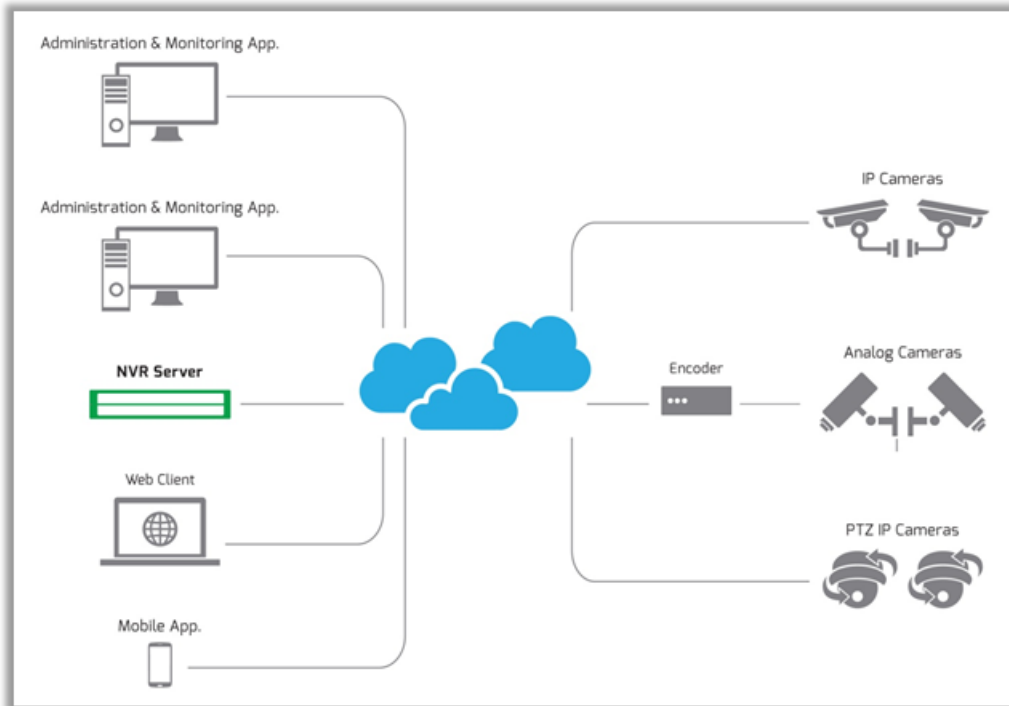 Administration & Monitoring App.
Administration & Monitoring App.
NVR Server
Web Client
Mobile App.
IP Cameras
Encoder
Analog Cameras
PTZ IP Cameras